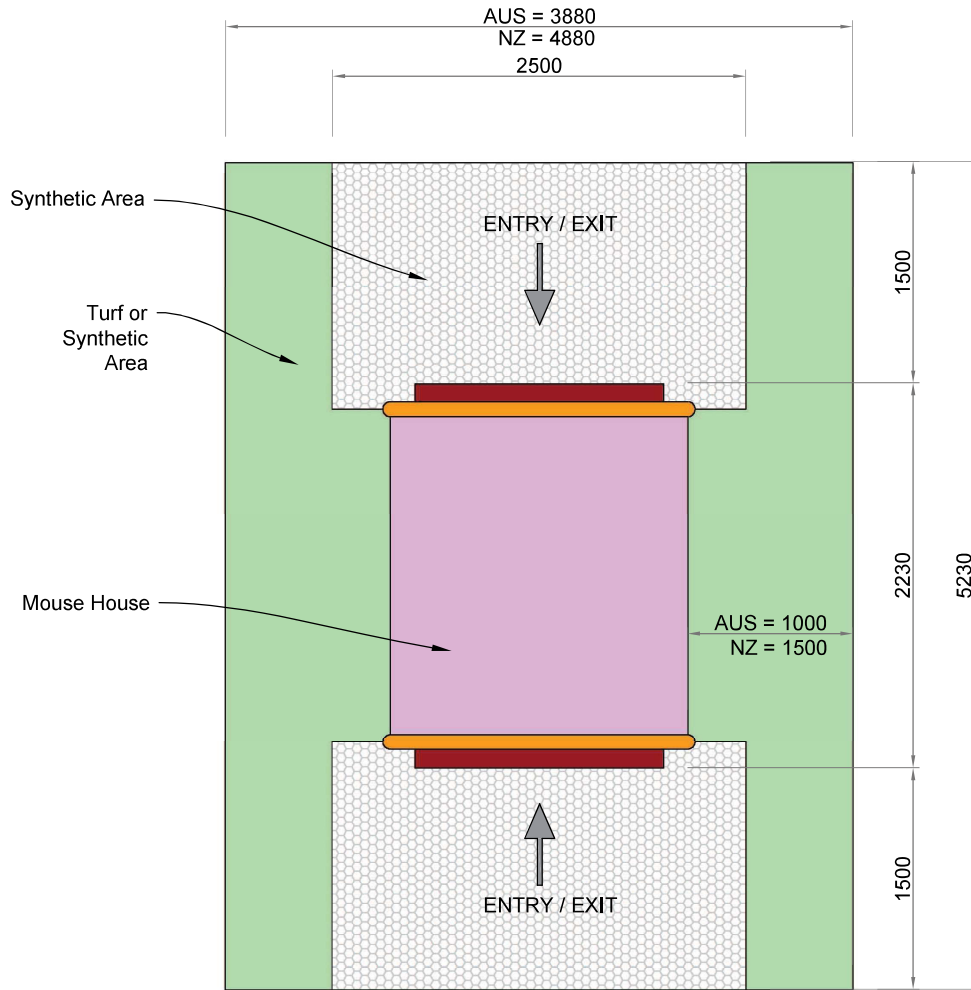 AUS = 3880
NZ = 4880
2500
Synthetic Area
ENTRY / EXIT
1500
Turf or
Synthetic
Area
2230
5230
Mouse House
AUS = 1000
NZ = 1500
1500
ENTRY / EXIT